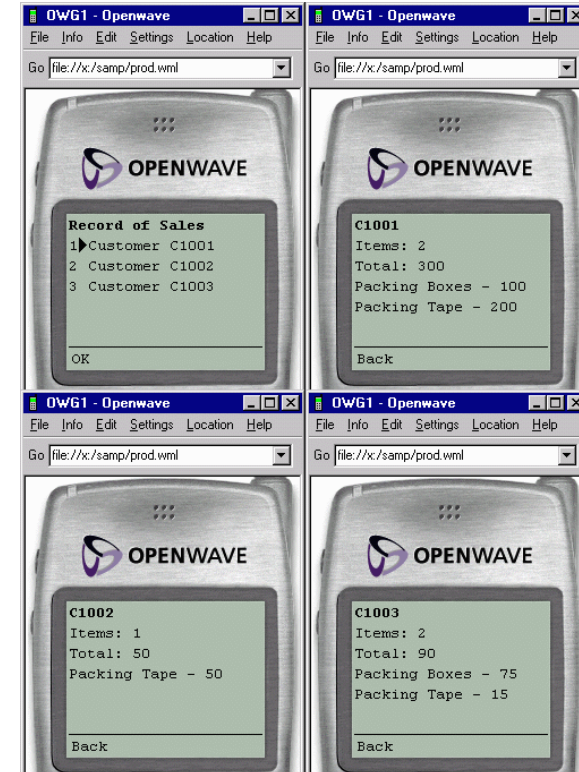 OWG1 - Openwave
File Info Edit Settings Location Help
Go file://x:/samp/prod.wml
OPENWAVE
Record of Sales
1 Customer C1001
2 Customer C1002
3 Customer C1003
OK
OWG1 - Openwave
File Info Edit Settings Location Help
Go file://x:/samp/prod.wml
OPENWAVE
C1001
Items: 2
Total: 300
Packing Boxes - 100
Packing Tape - 200
Back
OWG1 - Openwave
File Info Edit Settings Location Help
Go file://x:/samp/prod.wml
OPENWAVE
C1002
Items: 1
Total: 50
Packing Tape - 50
Back
OWG1 - Openwave
File Info Edit Settings Location Help
Go file://x:/samp/prod.wml
OPENWAVE
C1003
Items: 2
Total: 90
Packing Boxes - 75
Packing Tape - 15
Back